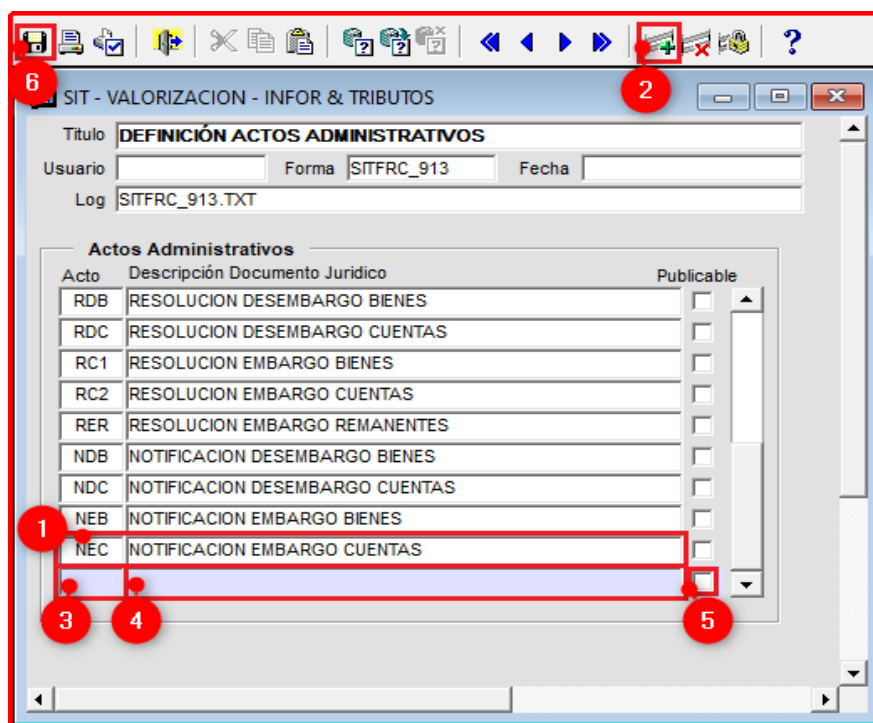 ?
6
2
SIT - VALORIZACION - INFOR & TRIBUTOS
Titulo DEFINICIÓN ACTOS ADMINISTRATIVOS
Usuario Forma SITFRC_913 Fecha
Log SITFRC_913.TXT
Actos Administrativos
Acto Descripción Documento Juridico Publicable
RDB RESOLUCION DESEMBARGO BIENES
RDC RESOLUCION DESEMBARGO CUENTAS
RC1 RESOLUCION EMBARGO BIENES
RC2 RESOLUCION EMBARGO CUENTAS
RER RESOLUCION EMBARGO REMANENTES
NDB NOTIFICACION DESEMBARGO BIENES
NDC NOTIFICACION DESEMBARGO CUENTAS
NEB NOTIFICACION EMBARGO BIENES
1
NEC NOTIFICACION EMBARGO CUENTAS
3 4 5